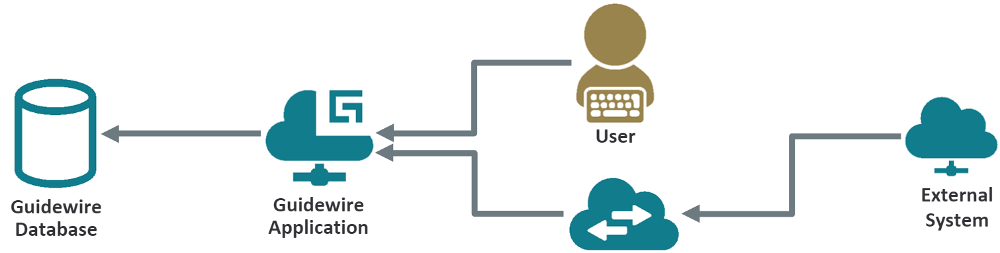 User
Guidewire
Database
Guidewire
Application
External
System